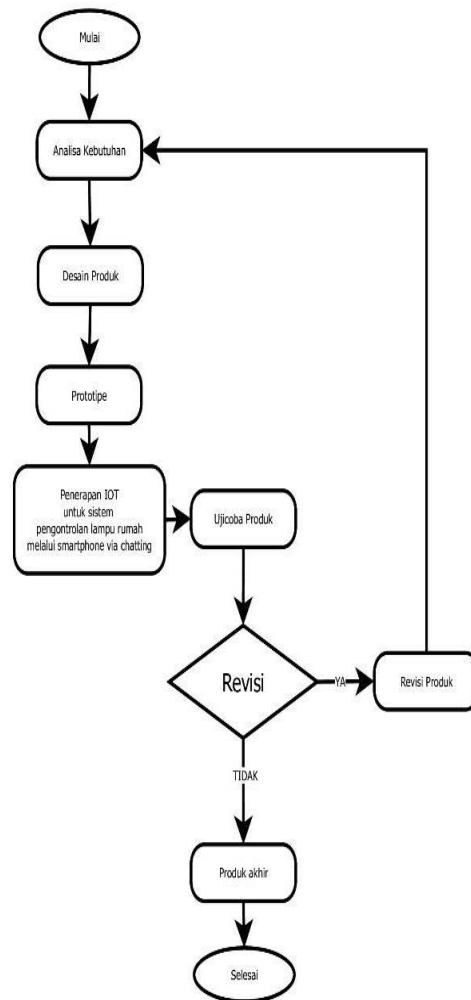 Mulai
Analisa Kebutuhan
Desain Produk
Prototipe
Penerapan IOT
untuk sistem
pengontrolan lampu rumah
melalui smartphone via chatting
Ujicoba Produk
Revisi
YA
Revisi Produk
TIDAK
Produk akhir
Selesai